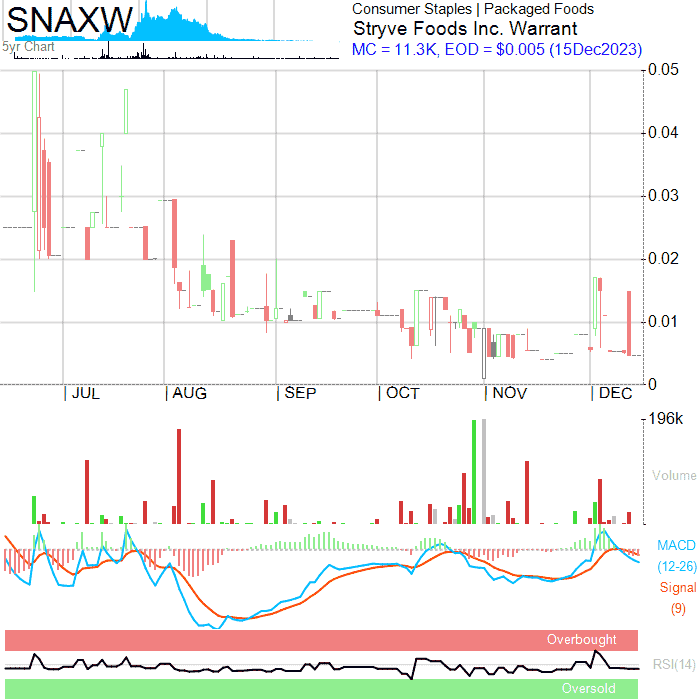 SNAXW
5yr Chart
Consumer Staples | Packaged Foods
Stryve Foods Inc. Warrant
MC = 11.3K, EOD = $0.005 (15Dec2023)
0.05
0.04
0.03
0.02
0.01
0
| JUL | AUG | SEP | OCT | NOV | DEC
196k
Volume
MACD
(12-26)
Signal
(9)
Overbought
RSI(14)
Oversold